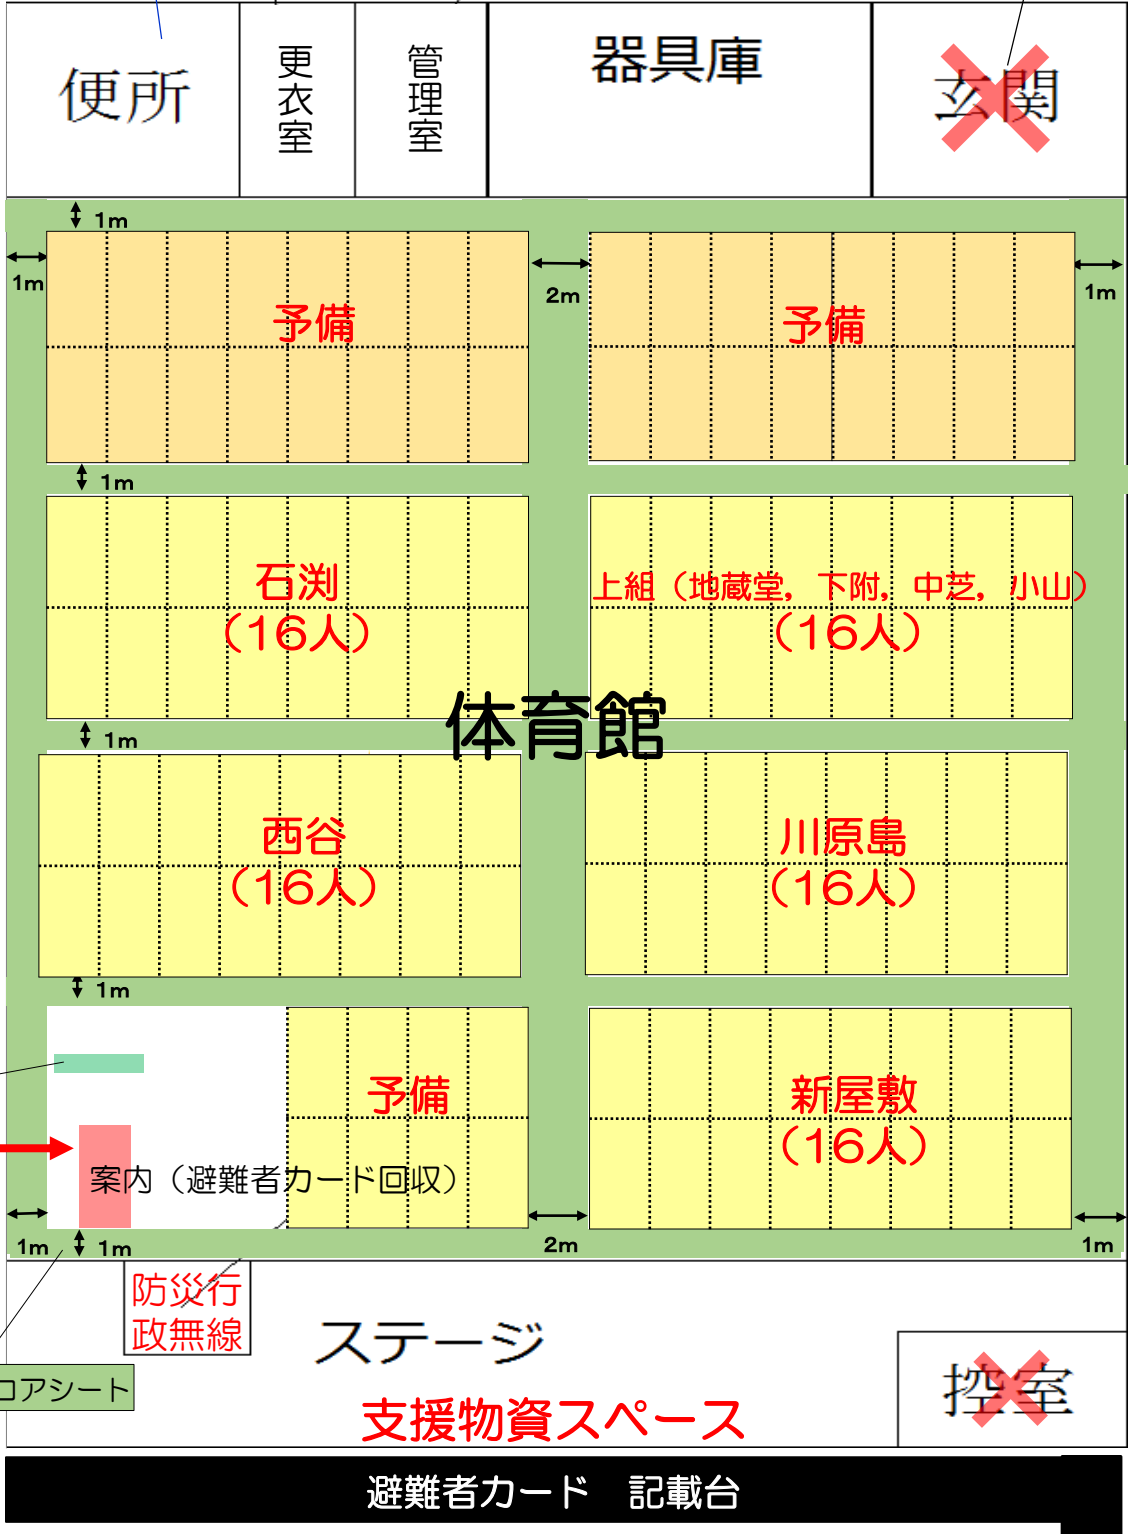 便所
更衣室
管理室
器具庫
玄関
1m
1m
2m
1m
予備
予備
1m
石渕
（16人）
上組（地蔵堂，下附，中芝，小山）
（16人）
体育館
1m
西谷
（16人）
川原島
（16人）
1m
予備
新屋敷
（16人）
案内（避難者カード回収）
1m
1m
2m
1m
防災行
政無線
ステージ
控室
ロアシート
支援物資スペース
避難者カード　記載台